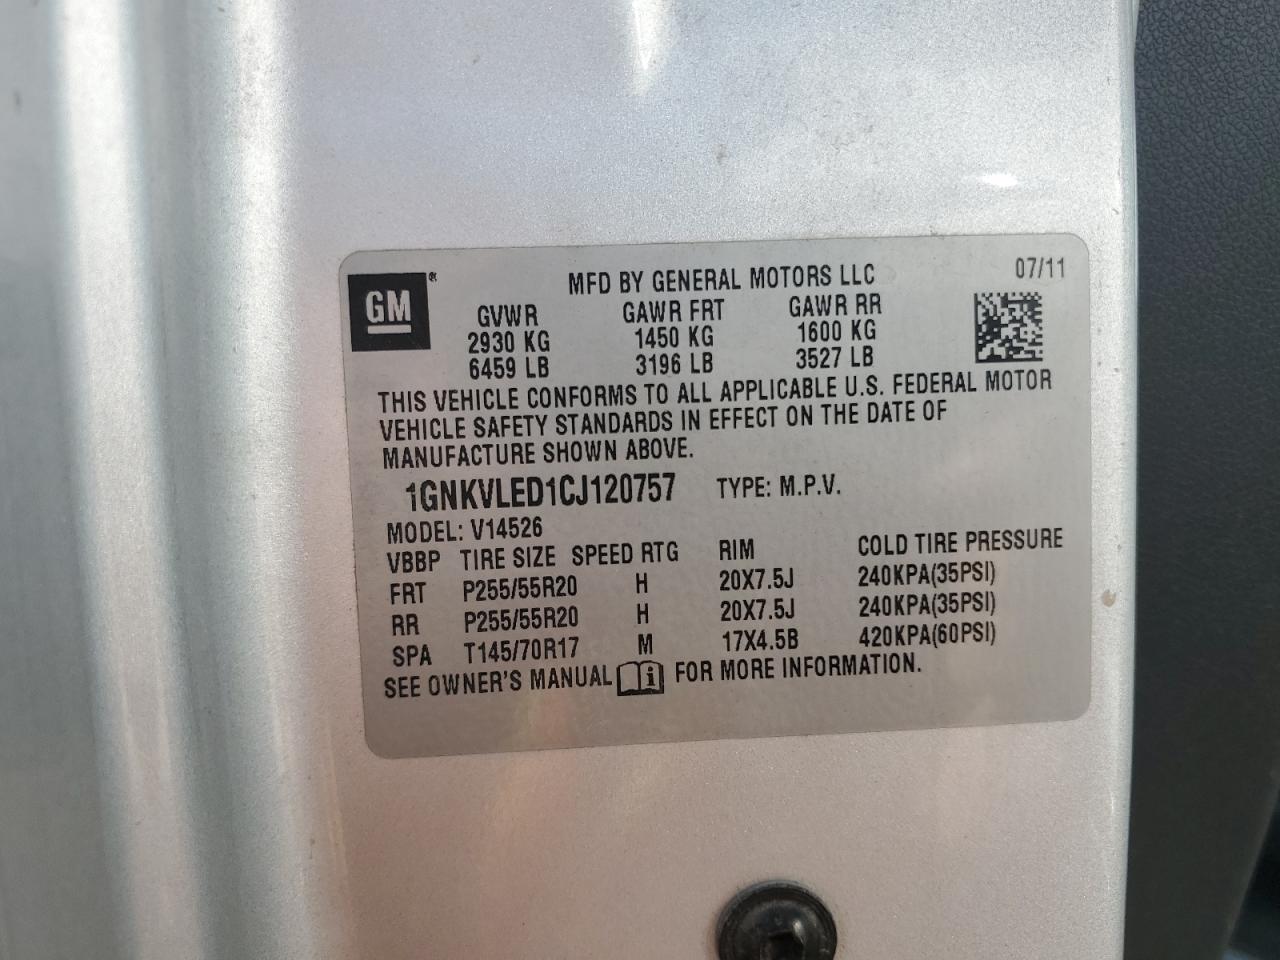 GM®
MFD BY GENERAL MOTORS LLC 07/11
GVWR GAWR FRT GAWR RR
2930 KG 1450 KG 1600 KG
6459 LB 3196 LB 3527 LB
THIS VEHICLE CONFORMS TO ALL APPLICABLE U.S. FEDERAL MOTOR
VEHICLE SAFETY STANDARDS IN EFFECT ON THE DATE OF
MANUFACTURE SHOWN ABOVE.
1GNKVLED1CJ120757 TYPE: M.P.V.
MODEL: V14526
VBBP TIRE SIZE SPEED RTG RIM COLD TIRE PRESSURE
FRT P255/55R20 H 20X7.5J 240KPA(35PSI)
RR P255/55R20 H 20X7.5J 240KPA(35PSI)
SPA T145/70R17 M 17X4.5B 420KPA(60PSI)
SEE OWNER'S MANUAL i FOR MORE INFORMATION.